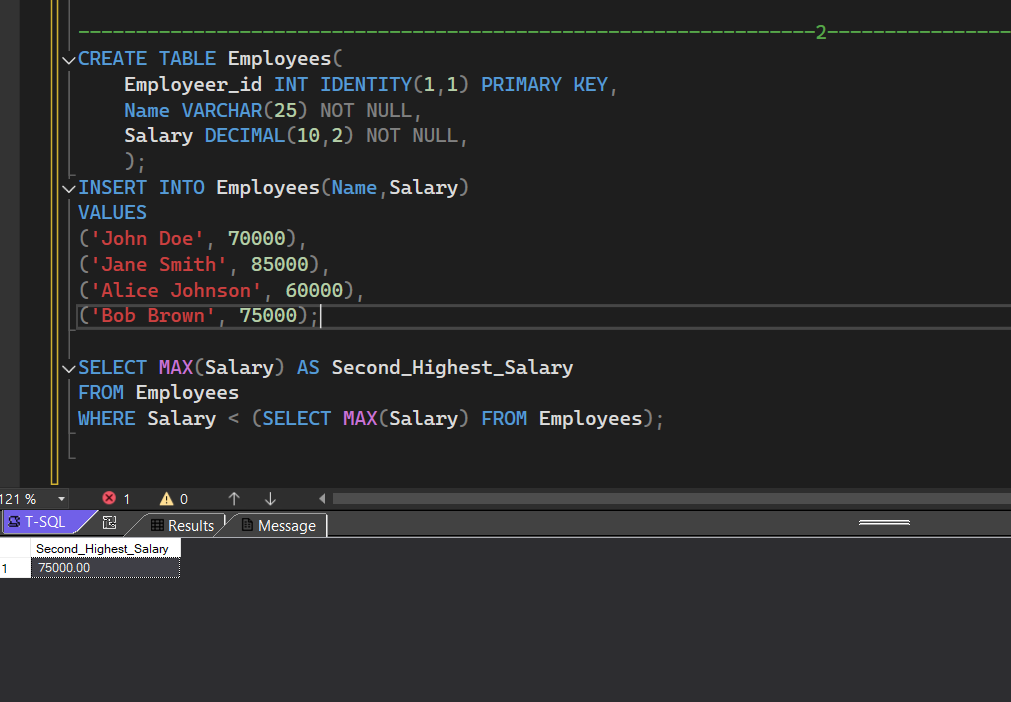 --------------------------------------------------------------2----------------
CREATE TABLE Employees(
Employeer_id INT IDENTITY(1,1) PRIMARY KEY,
Name VARCHAR(25) NOT NULL,
Salary DECIMAL(10,2) NOT NULL,
);
INSERT INTO Employees(Name,Salary)
VALUES
('John Doe', 70000),
('Jane Smith', 85000),
('Alice Johnson', 60000),
('Bob Brown', 75000);
SELECT MAX(Salary) AS Second_Highest_Salary
FROM Employees
WHERE Salary < (SELECT MAX(Salary) FROM Employees);
121 % 1 0
T-SQL Results Message
Second_Highest_Salary
1 75000.00